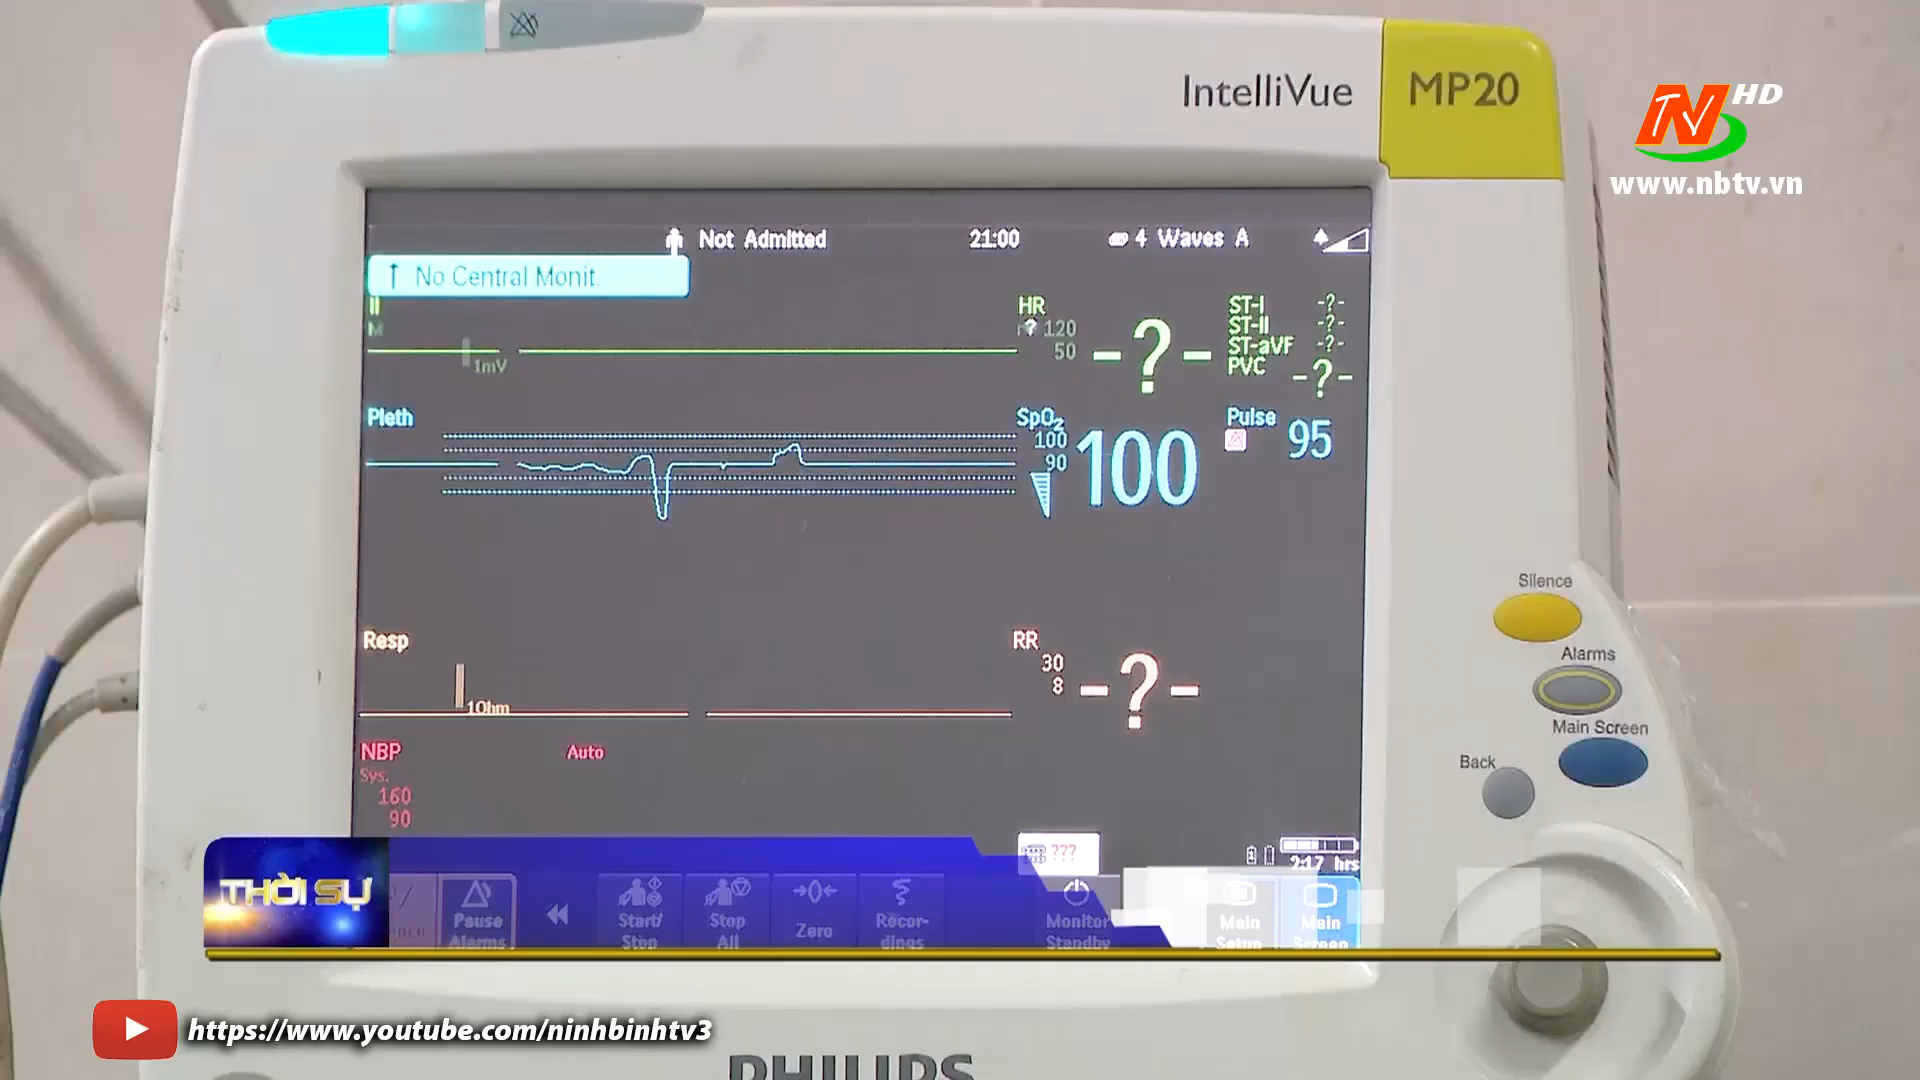 IntelliVue
MP20
NTV HD
www.nbtv.vn
Not Admitted
21:00
4 Waves A
No Central Monit.
II
M
1mV
HR
120
50
-?-
ST-I -?-
ST-II -?-
ST-aVF -?-
PVC -?-
Pleth
SpO2
100
90
100
Pulse
95
Silence
Alarms
Main Screen
Back
Resp
1Ohm
RR
30
8
-?-
NBP
Auto
Sys.
160
90
???
2:17 hrs
THỜI SỰ
Pause
Alarms
Start/
Stop
Stop
All
Zero
Recor-
dings
Monitor
Standby
Main
Setup
Main
Screen
https://www.youtube.com/ninhbinhtv3
PHILIPS